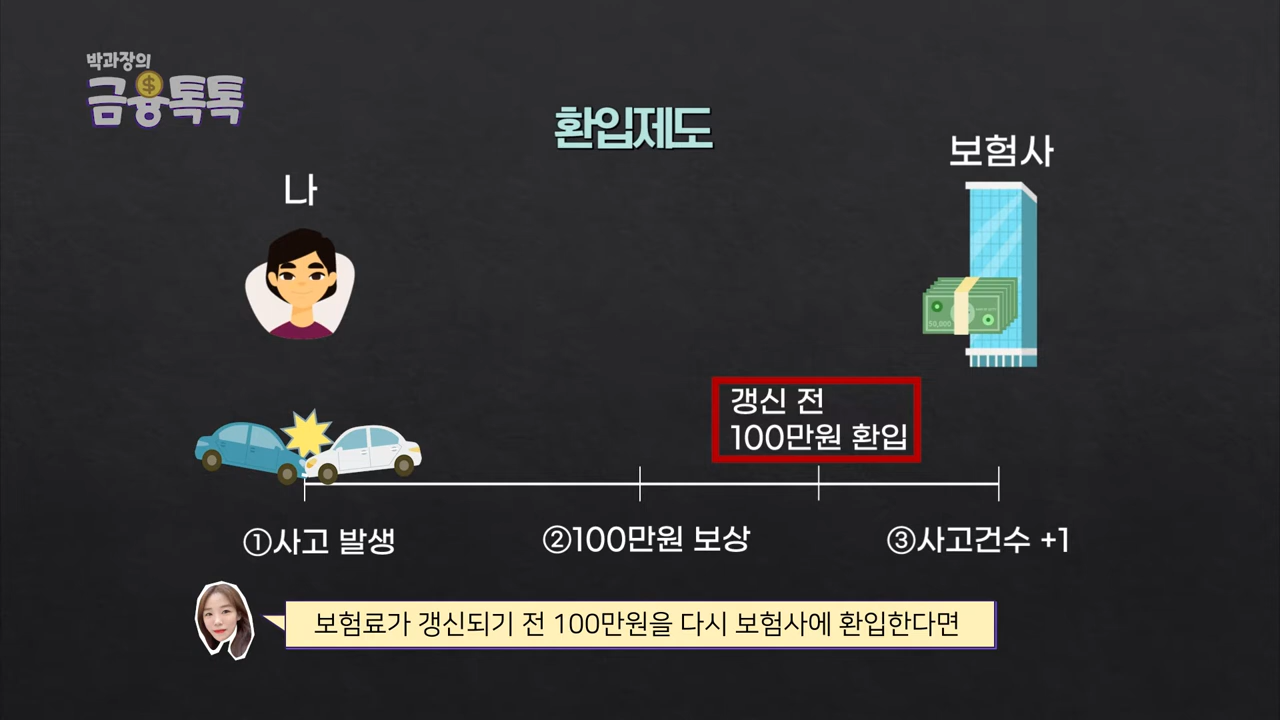 박과장의
금융톡톡
환입제도
보험사
나
50,000
갱신 전
100만원 환입
①사고 발생
②100만원 보상
③사고건수 +1
보험료가 갱신되기 전 100만원을 다시 보험사에 환입한다면